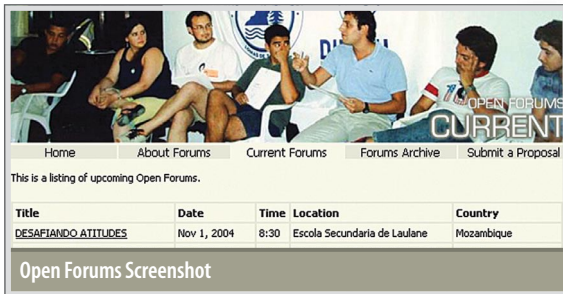 OPEN FORUMS
CURRENT
Home About Forums Current Forums Forums Archive Submit a Proposal
This is a listing of upcoming Open Forums.
Title Date Time Location Country
DESAFIANDO ATITUDES Nov 1, 2004 8:30 Escola Secundaria de Laulane Mozambique
Open Forums Screenshot